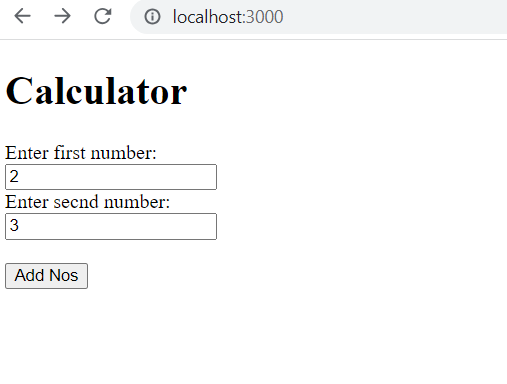 localhost:3000
Calculator
Enter first number:
2
Enter secnd number:
3
Add Nos